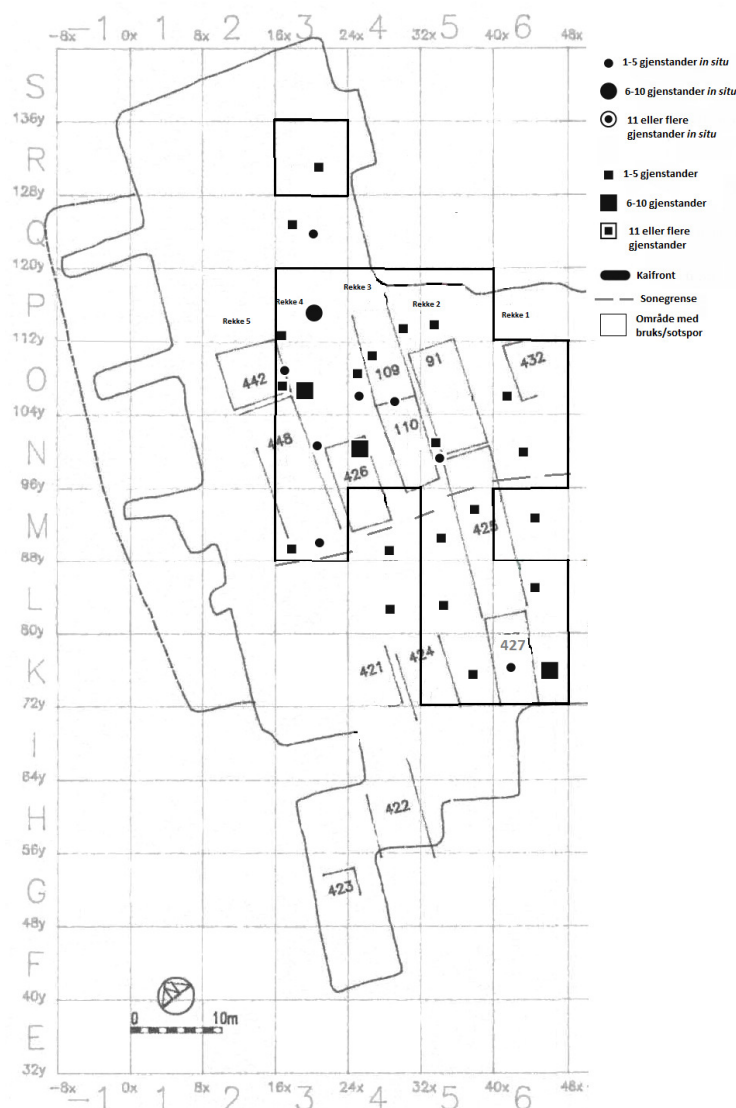 −1 1 2 3 4 5 6
−8x 0x 8x 16x 24x 32x 40x 48x
S
136y
R
128y
Q
120y
P
112y
O
104y
N
96y
M
88y
L
80y
K
72y
I
64y
H
56y
G
48y
F
40y
E
32y
Rekke 5
Rekke 4
Rekke 3
Rekke 2
Rekke 1
442
109
91
432
448
110
426
425
427
421
424
422
423
N
0 10m
−8x 0x 8x 16x 24x 32x 40x 48x
−1 1 2 3 4 5 6
1-5 gjenstander in situ
6-10 gjenstander in situ
11 eller flere
gjenstander in situ
1-5 gjenstander
6-10 gjenstander
11 eller flere
gjenstander
Kaifront
Sonegrense
Område med
bruks/sotspor